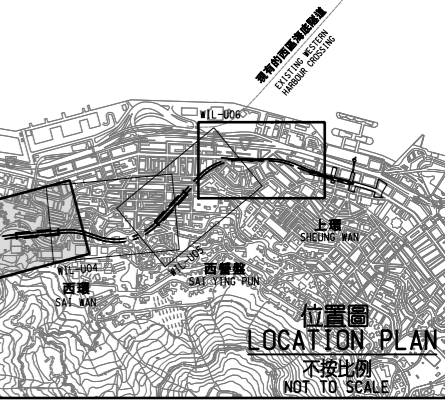 現有的西區海底隧道
EXISTING WESTERN
HARBOUR CROSSING
WIL-U06
上環
SHEUNG WAN
WIL-U05
WIL-U04
西環
SAI WAN
西營盤
SAI YING PUN
位置圖
LOCATION PLAN
不按比例
NOT TO SCALE